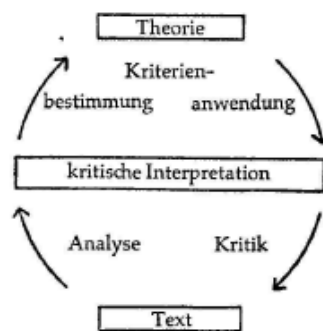 Theorie
Kriterien-
bestimmung anwendung
kritische Interpretation
Analyse Kritik
Text